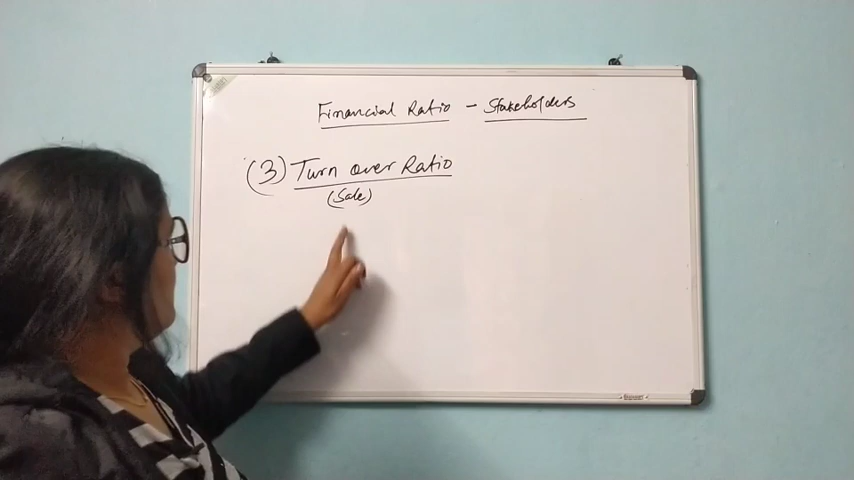 Financial Ratio - Stakeholders
(3) Turn over Ratio
(Sale)